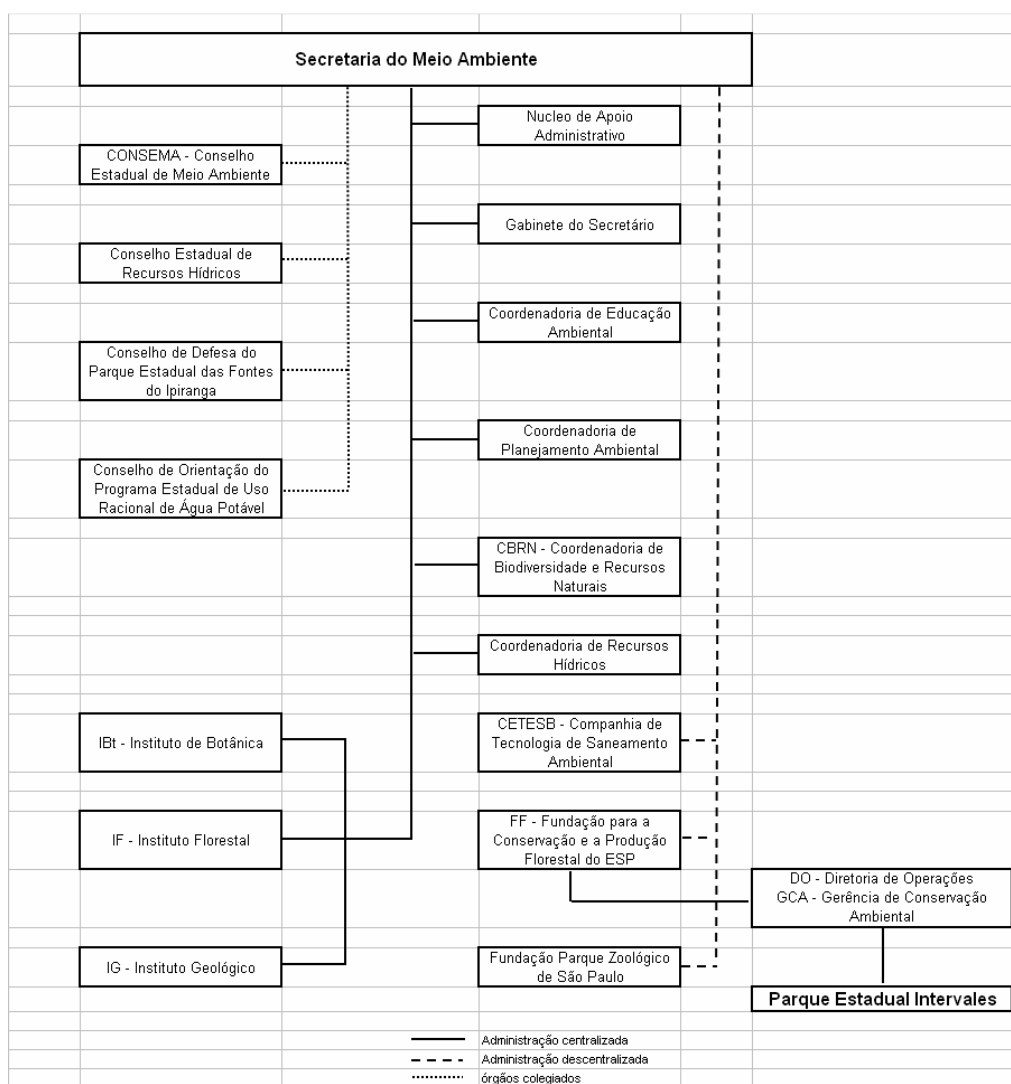 Secretaria do Meio Ambiente
Nucleo de Apoio
Administrativo
CONSEMA - Conselho
Estadual de Meio Ambiente
Gabinete do Secretário
Conselho Estadual de
Recursos Hídricos
Coordenadoria de Educação
Ambiental
Conselho de Defesa do
Parque Estadual das Fontes
do Ipiranga
Coordenadoria de
Planejamento Ambiental
Conselho de Orientação do
Programa Estadual de Uso
Racional de Água Potável
CBRN - Coordenadoria de
Biodiversidade e Recursos
Naturais
Coordenadoria de Recursos
Hídricos
IBt - Instituto de Botânica
CETESB - Companhia de
Tecnologia de Saneamento
Ambiental
IF - Instituto Florestal
FF - Fundação para a
Conservação e a Produção
Florestal do ESP
DO - Diretoria de Operações
GCA - Gerência de Conservação
Ambiental
IG - Instituto Geológico
Fundação Parque Zoológico
de São Paulo
Parque Estadual Intervales
Administração centralizada
Administração descentralizada
órgãos colegiados